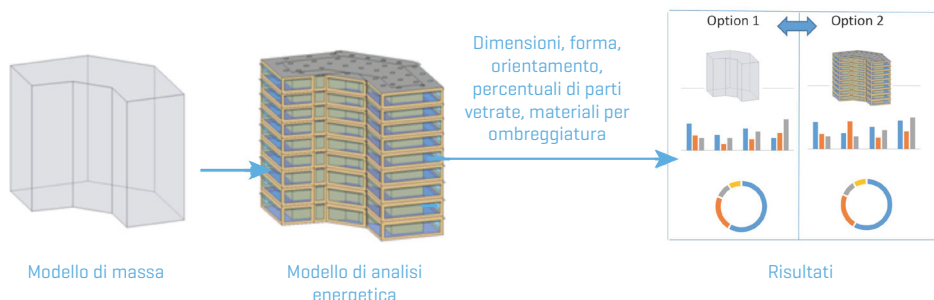 Option 1
Option 2
Dimensioni, forma,
orientamento,
percentuali di parti
vetrate, materiali per
ombreggiatura
Modello di massa
Modello di analisi
energetica
Risultati